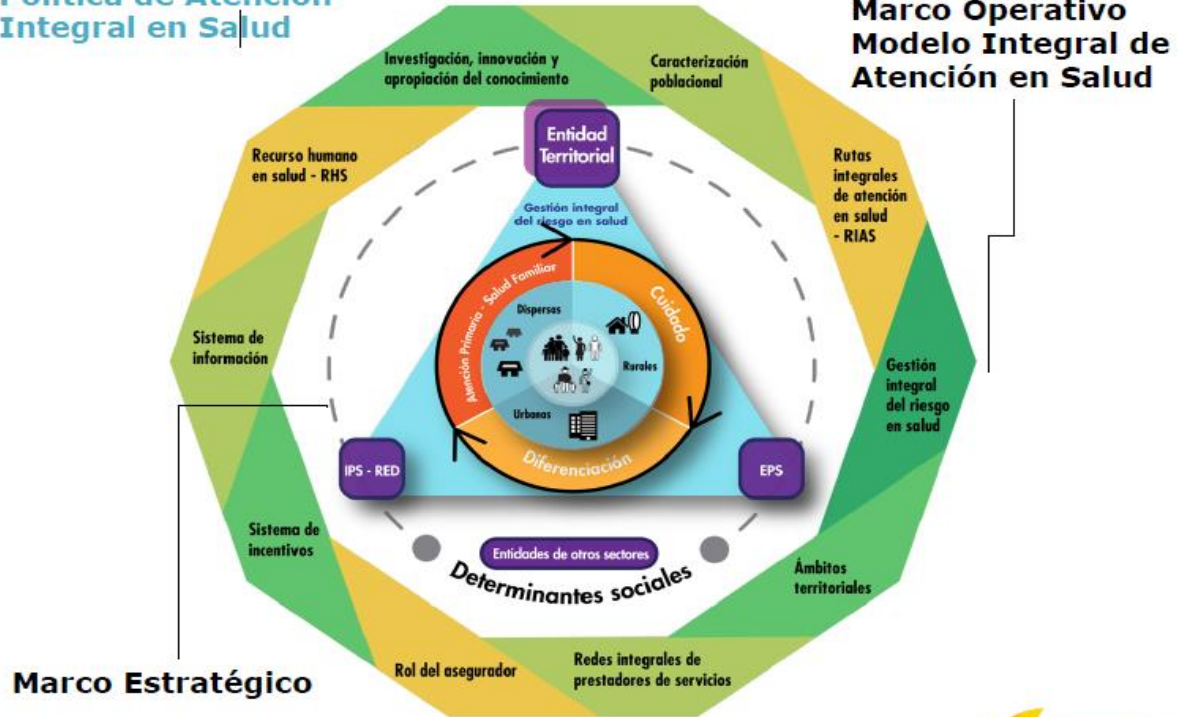 Política de Atención
Integral en Salud
Marco Operativo
Modelo Integral de
Atención en Salud
Investigación, innovación y
apropiación del conocimiento
Caracterización
poblacional
Recurso humano
en salud - RHS
Rutas
integrales
de atención
en salud
- RIAS
Entidad
Territorial
Gestión integral
del riesgo en salud
Atención Primaria - Salud Familiar
Cuidado
Dispersas
Rurales
Urbanas
Diferenciación
Sistema de
información
Gestión
integral
del riesgo
en salud
IPS - RED
EPS
Sistema de
incentivos
Entidades de otros sectores
Determinantes sociales
Ámbitos
territoriales
Rol del asegurador
Redes integrales de
prestadores de servicios
Marco Estratégico